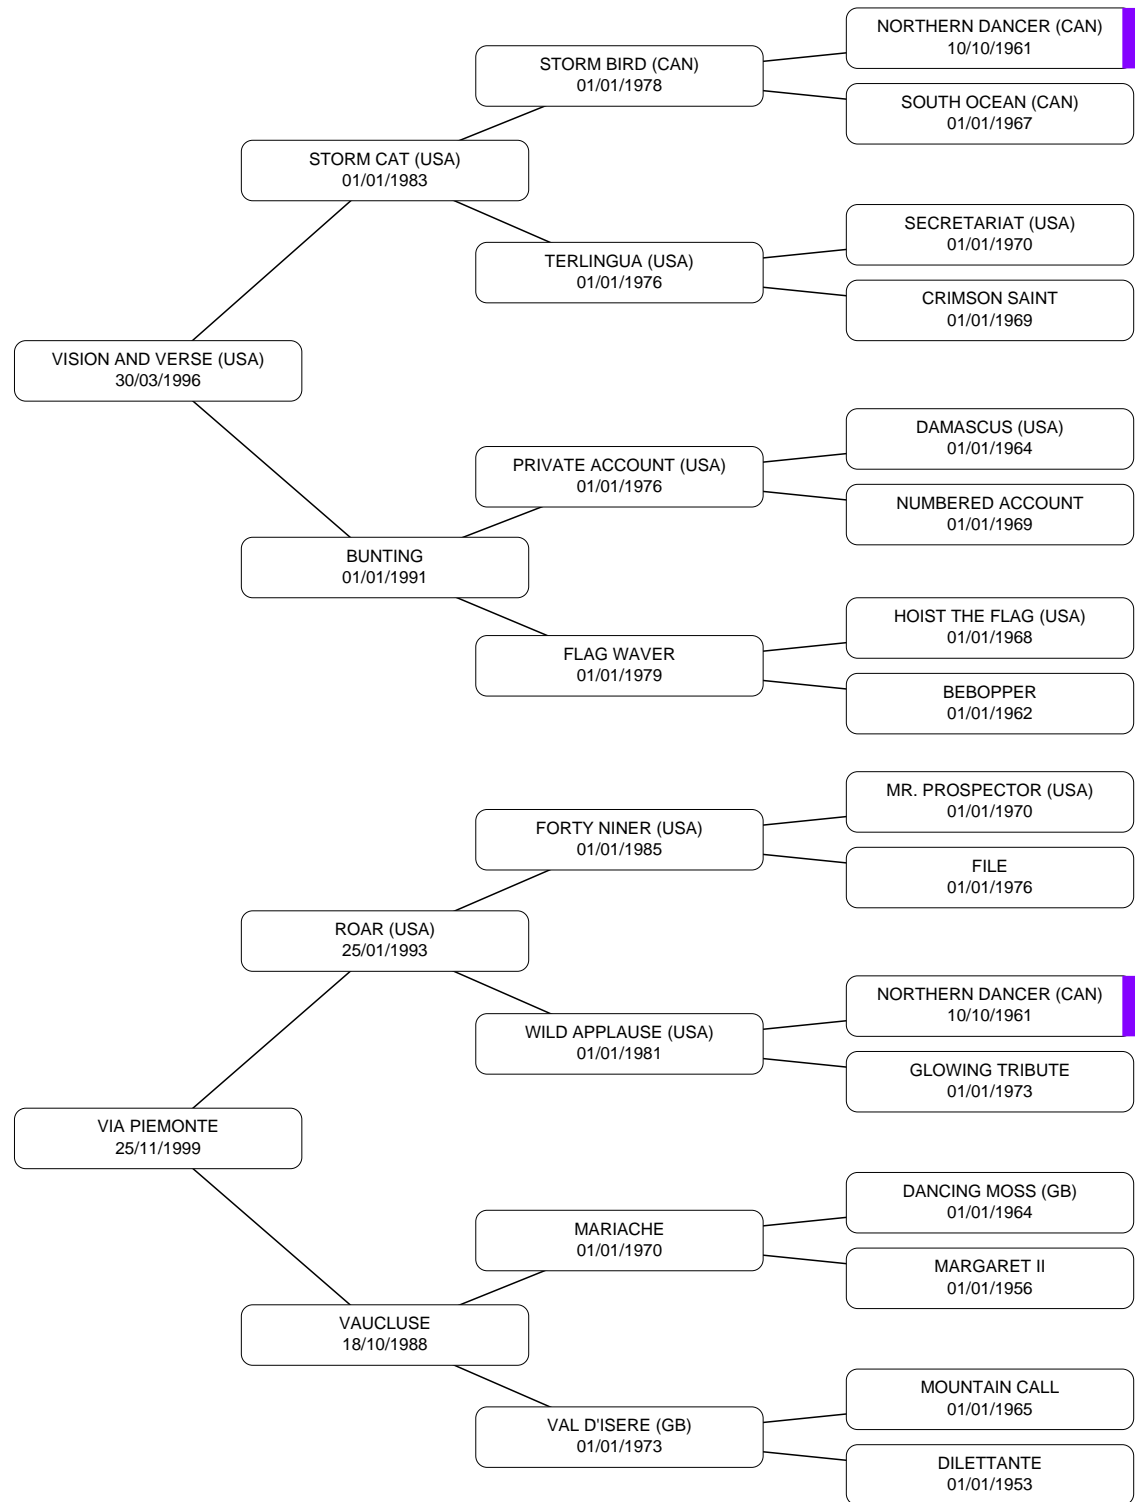 NORTHERN DANCER (CAN)
10/10/1961
STORM BIRD (CAN)
01/01/1978
SOUTH OCEAN (CAN)
01/01/1967
STORM CAT (USA)
01/01/1983
SECRETARIAT (USA)
01/01/1970
TERLINGUA (USA)
01/01/1976
CRIMSON SAINT
01/01/1969
VISION AND VERSE (USA)
30/03/1996
DAMASCUS (USA)
01/01/1964
PRIVATE ACCOUNT (USA)
01/01/1976
NUMBERED ACCOUNT
01/01/1969
BUNTING
01/01/1991
HOIST THE FLAG (USA)
01/01/1968
FLAG WAVER
01/01/1979
BEBOPPER
01/01/1962
MR. PROSPECTOR (USA)
01/01/1970
FORTY NINER (USA)
01/01/1985
FILE
01/01/1976
ROAR (USA)
25/01/1993
NORTHERN DANCER (CAN)
10/10/1961
WILD APPLAUSE (USA)
01/01/1981
GLOWING TRIBUTE
01/01/1973
VIA PIEMONTE
25/11/1999
DANCING MOSS (GB)
01/01/1964
MARIACHE
01/01/1970
MARGARET II
01/01/1956
VAUCLUSE
18/10/1988
MOUNTAIN CALL
01/01/1965
VAL D'ISERE (GB)
01/01/1973
DILETTANTE
01/01/1953